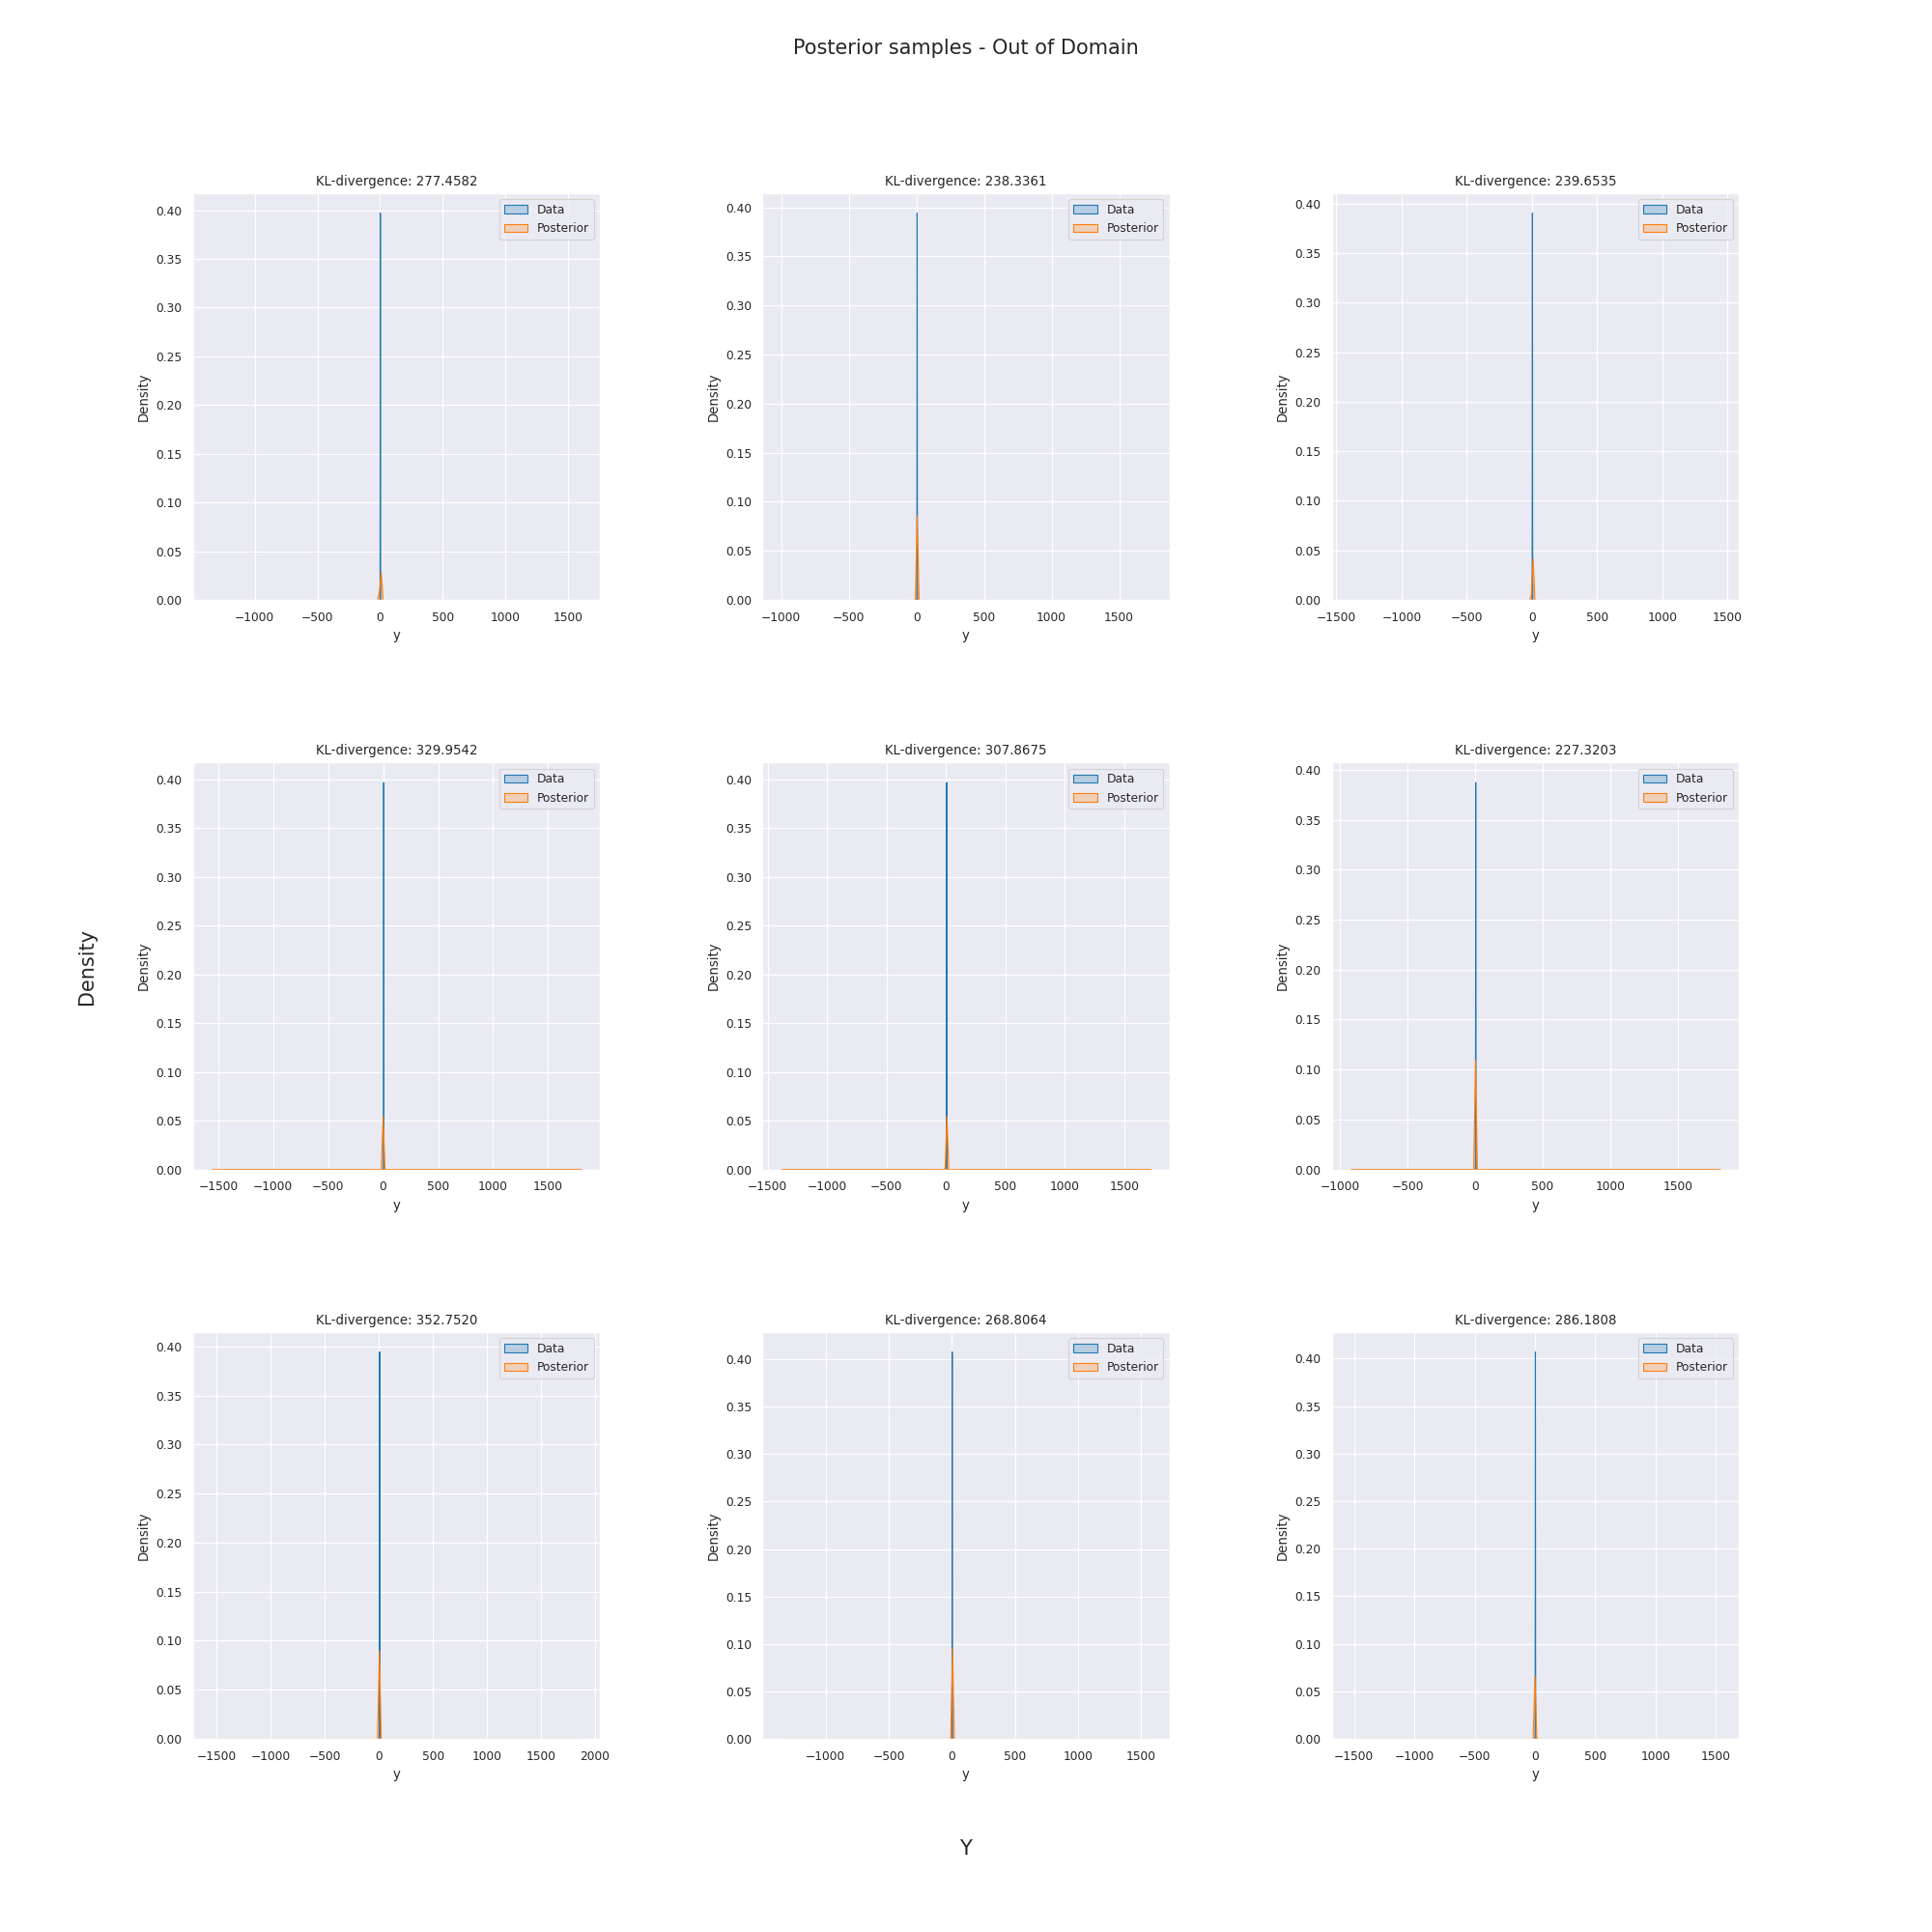 Posterior samples - Out of Domain
KL-divergence: 277.4582
0.40
0.35
0.30
0.25
0.20
0.15
0.10
0.05
0.00
Density
Data
Posterior
−1000 −500 0 500 1000 1500
y
KL-divergence: 238.3361
0.40
0.35
0.30
0.25
0.20
0.15
0.10
0.05
0.00
Density
Data
Posterior
−1000 −500 0 500 1000 1500
y
KL-divergence: 239.6535
0.40
0.35
0.30
0.25
0.20
0.15
0.10
0.05
0.00
Density
Data
Posterior
−1500 −1000 −500 0 500 1000 1500
y
Density
KL-divergence: 329.9542
0.40
0.35
0.30
0.25
0.20
0.15
0.10
0.05
0.00
Density
Data
Posterior
−1500 −1000 −500 0 500 1000 1500
y
KL-divergence: 307.8675
0.40
0.35
0.30
0.25
0.20
0.15
0.10
0.05
0.00
Density
Data
Posterior
−1500 −1000 −500 0 500 1000 1500
y
KL-divergence: 227.3203
0.40
0.35
0.30
0.25
0.20
0.15
0.10
0.05
0.00
Density
Data
Posterior
−1000 −500 0 500 1000 1500
y
KL-divergence: 352.7520
0.40
0.35
0.30
0.25
0.20
0.15
0.10
0.05
0.00
Density
Data
Posterior
−1500 −1000 −500 0 500 1000 1500 2000
y
KL-divergence: 268.8064
0.40
0.35
0.30
0.25
0.20
0.15
0.10
0.05
0.00
Density
Data
Posterior
−1000 −500 0 500 1000 1500
y
KL-divergence: 286.1808
0.40
0.35
0.30
0.25
0.20
0.15
0.10
0.05
0.00
Density
Data
Posterior
−1500 −1000 −500 0 500 1000 1500
y
Y